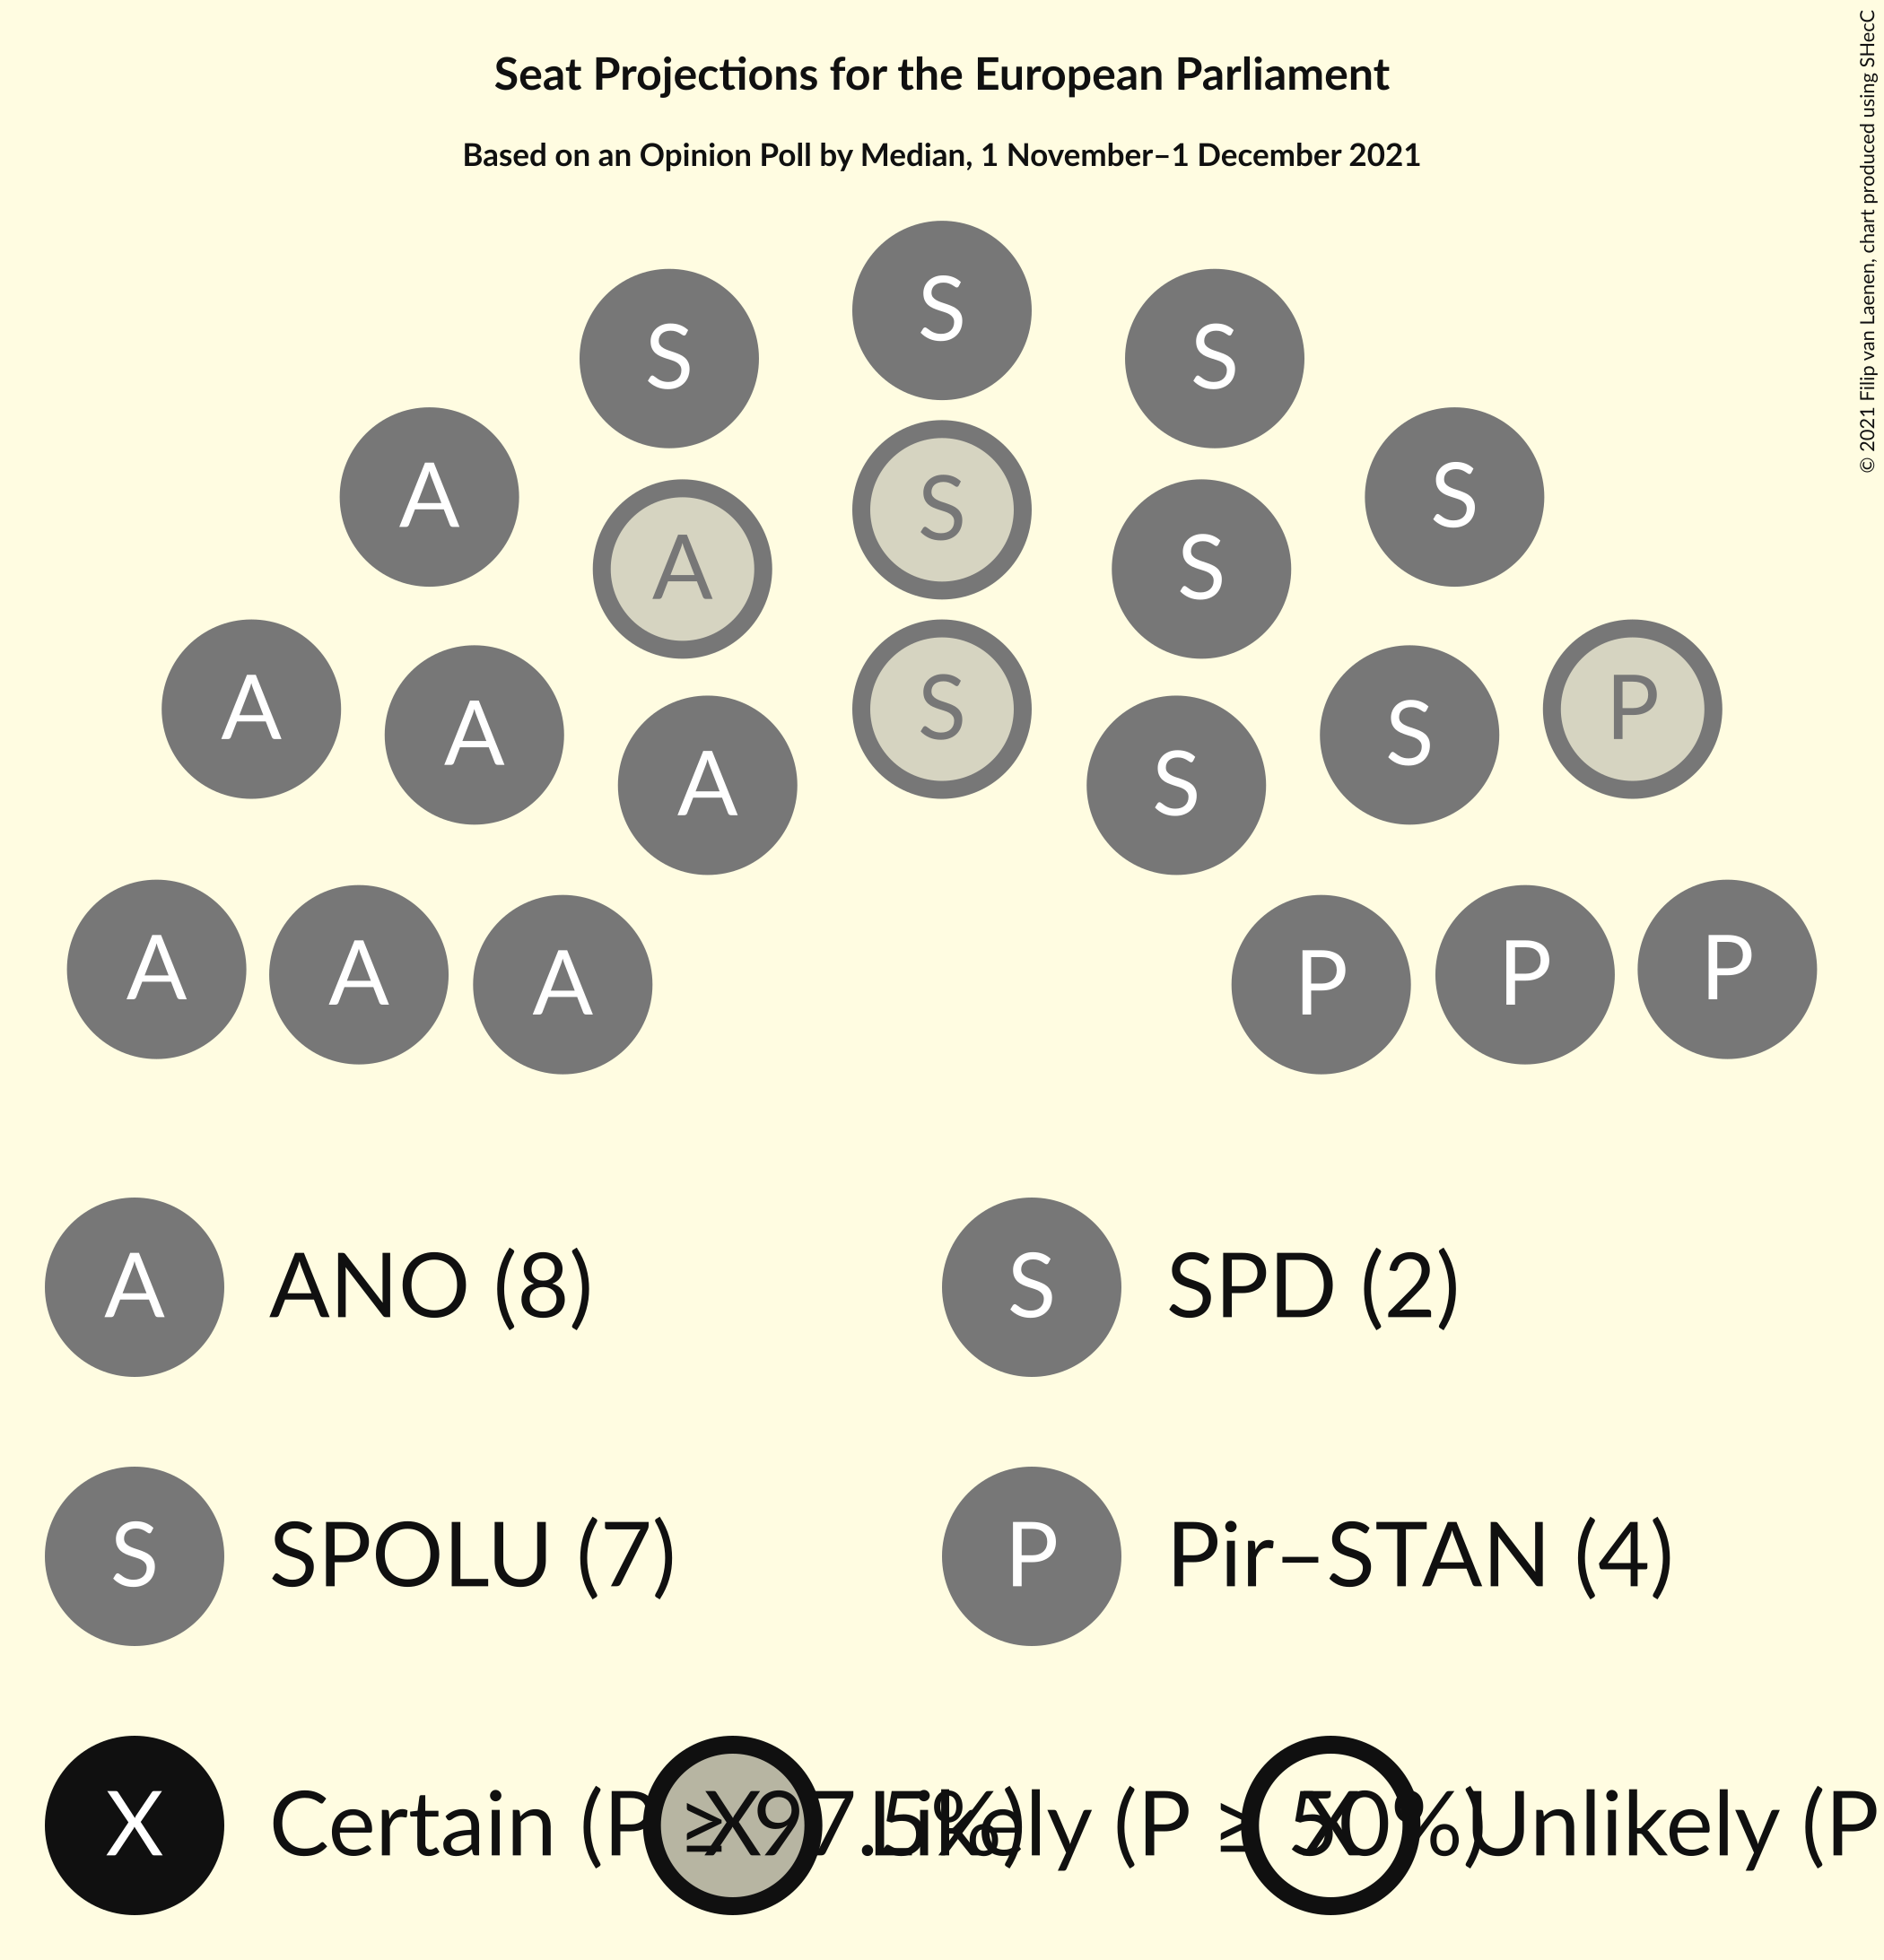 Seat Projections for the European Parliament
Based on an Opinion Poll by Median, 1 November–1 December 2021
© 2021 Filip van Laenen, chart produced using SHecC
S
S S
A S
S
A S
A S P
A S
A S
A P
A P
A P
A ANO (8) S SPD (2)
S SPOLU (7) P Pir–STAN (4)
X Certain (P ≥ 97.5%) X Likely (P ≥ 50%) X Unlikely (P